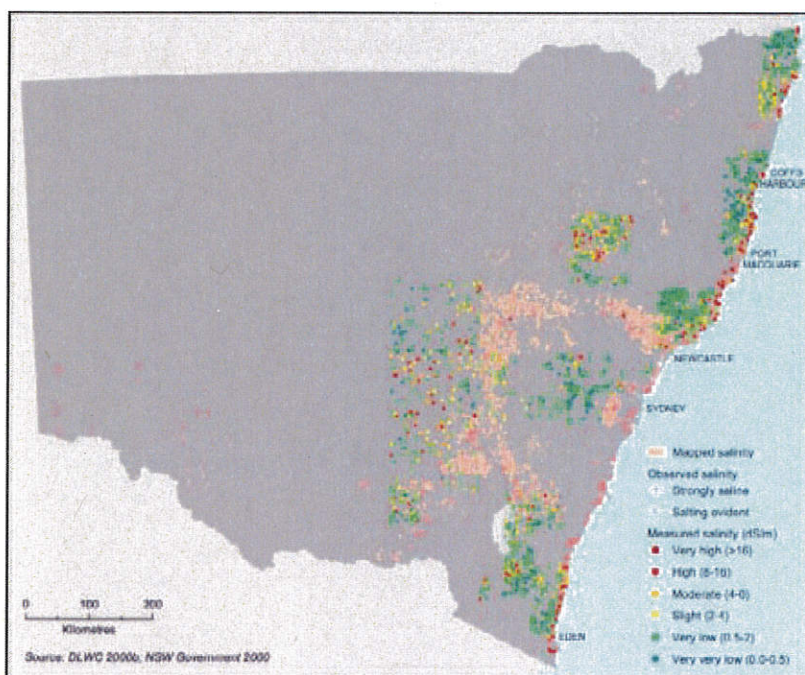 COFFS
HARBOUR
PORT
MACQUARIE
NEWCASTLE
SYDNEY
Mapped salinity
Observed salinity
Strongly saline
Salting evident
Measured salinity (dS/m)
Very high (>16)
High (8-16)
Moderate (4-8)
Slight (2-4)
Very low (0.5-2)
Very very low (0.0-0.5)
EDEN
0 100 200
Kilometres
Source: DLWC 2000b, NSW Government 2000